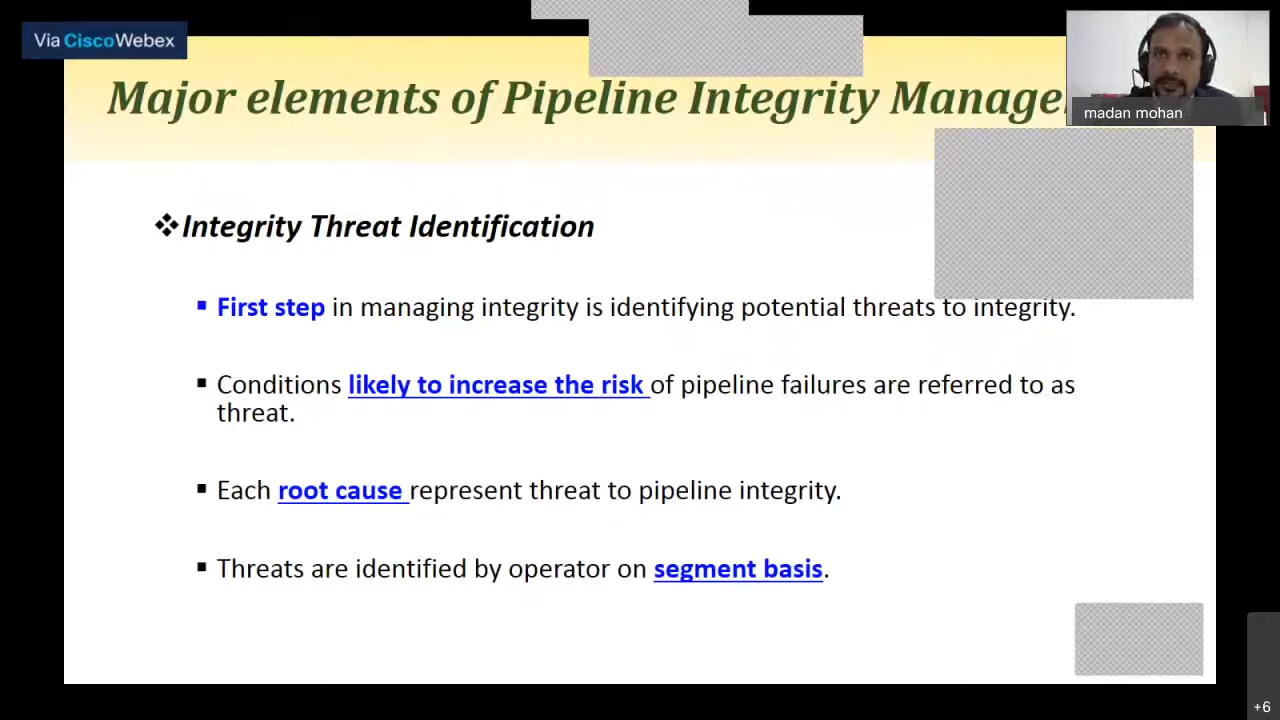 Via CiscoWebex
Major elements of Pipeline Integrity Manage
madan mohan
❖Integrity Threat Identification
▪ First step in managing integrity is identifying potential threats to integrity.
▪ Conditions likely to increase the risk of pipeline failures are referred to as
threat.
▪ Each root cause represent threat to pipeline integrity.
▪ Threats are identified by operator on segment basis.
+6